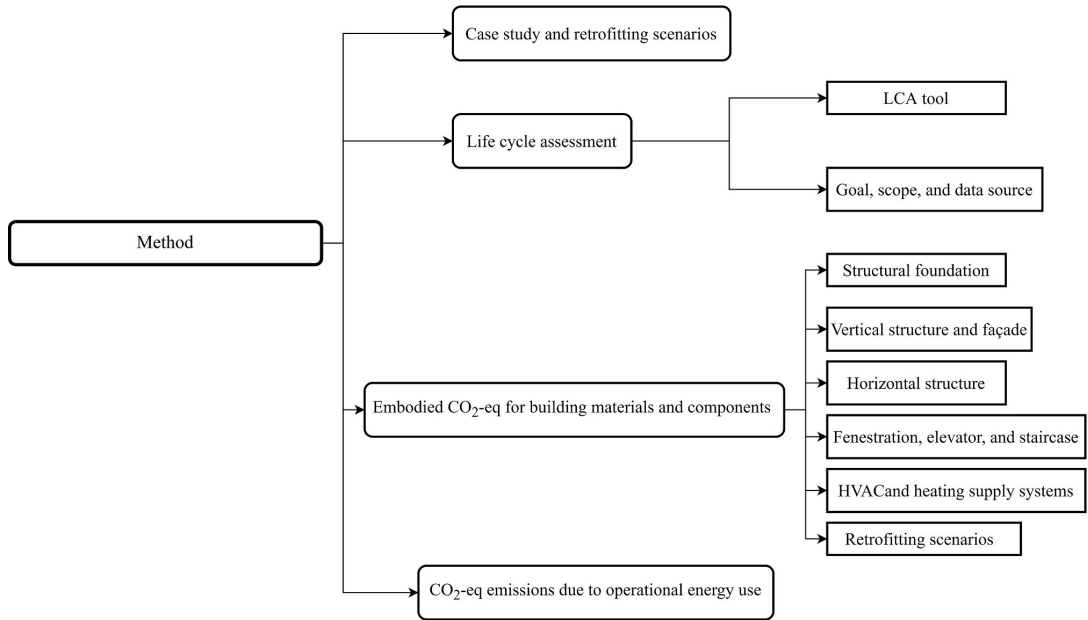 Case study and retrofitting scenarios
LCA tool
Life cycle assessment
Goal, scope, and data source
Method
Structural foundation
Vertical structure and façade
Horizontal structure
Embodied CO₂-eq for building materials and components
Fenestration, elevator, and staircase
HVACand heating supply systems
Retrofitting scenarios
CO₂-eq emissions due to operational energy use